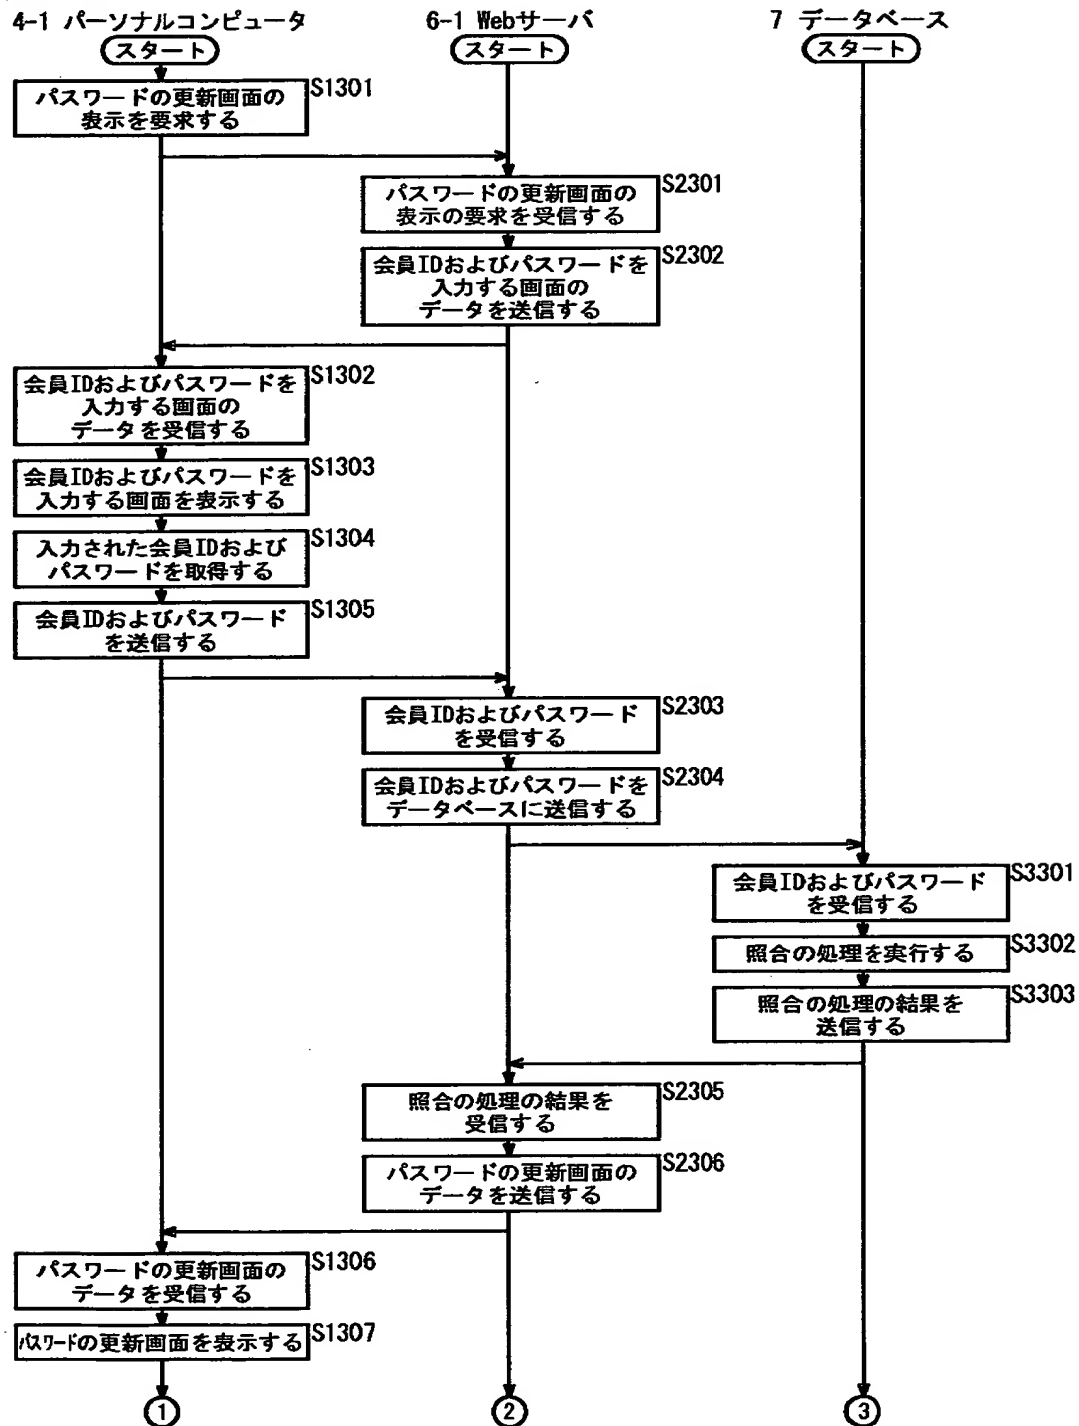 4-1 パーソナルコンピュータ
6-1 Webサーバ
7 データベース
スタート
スタート
スタート
S1301
パスワードの更新画面の
表示を要求する
S2301
パスワードの更新画面の
表示の要求を受信する
S2302
会員IDおよびパスワードを
入力する画面の
データを送信する
S1302
会員IDおよびパスワードを
入力する画面の
データを受信する
S1303
会員IDおよびパスワードを
入力する画面を表示する
S1304
入力された会員IDおよび
パスワードを取得する
S1305
会員IDおよびパスワード
を送信する
S2303
会員IDおよびパスワード
を受信する
S2304
会員IDおよびパスワードを
データベースに送信する
S3301
会員IDおよびパスワード
を受信する
S3302
照合の処理を実行する
S3303
照合の処理の結果を
送信する
S2305
照合の処理の結果を
受信する
S2306
パスワードの更新画面の
データを送信する
S1306
パスワードの更新画面の
データを受信する
S1307
パスワードの更新画面を表示する
1
2
3